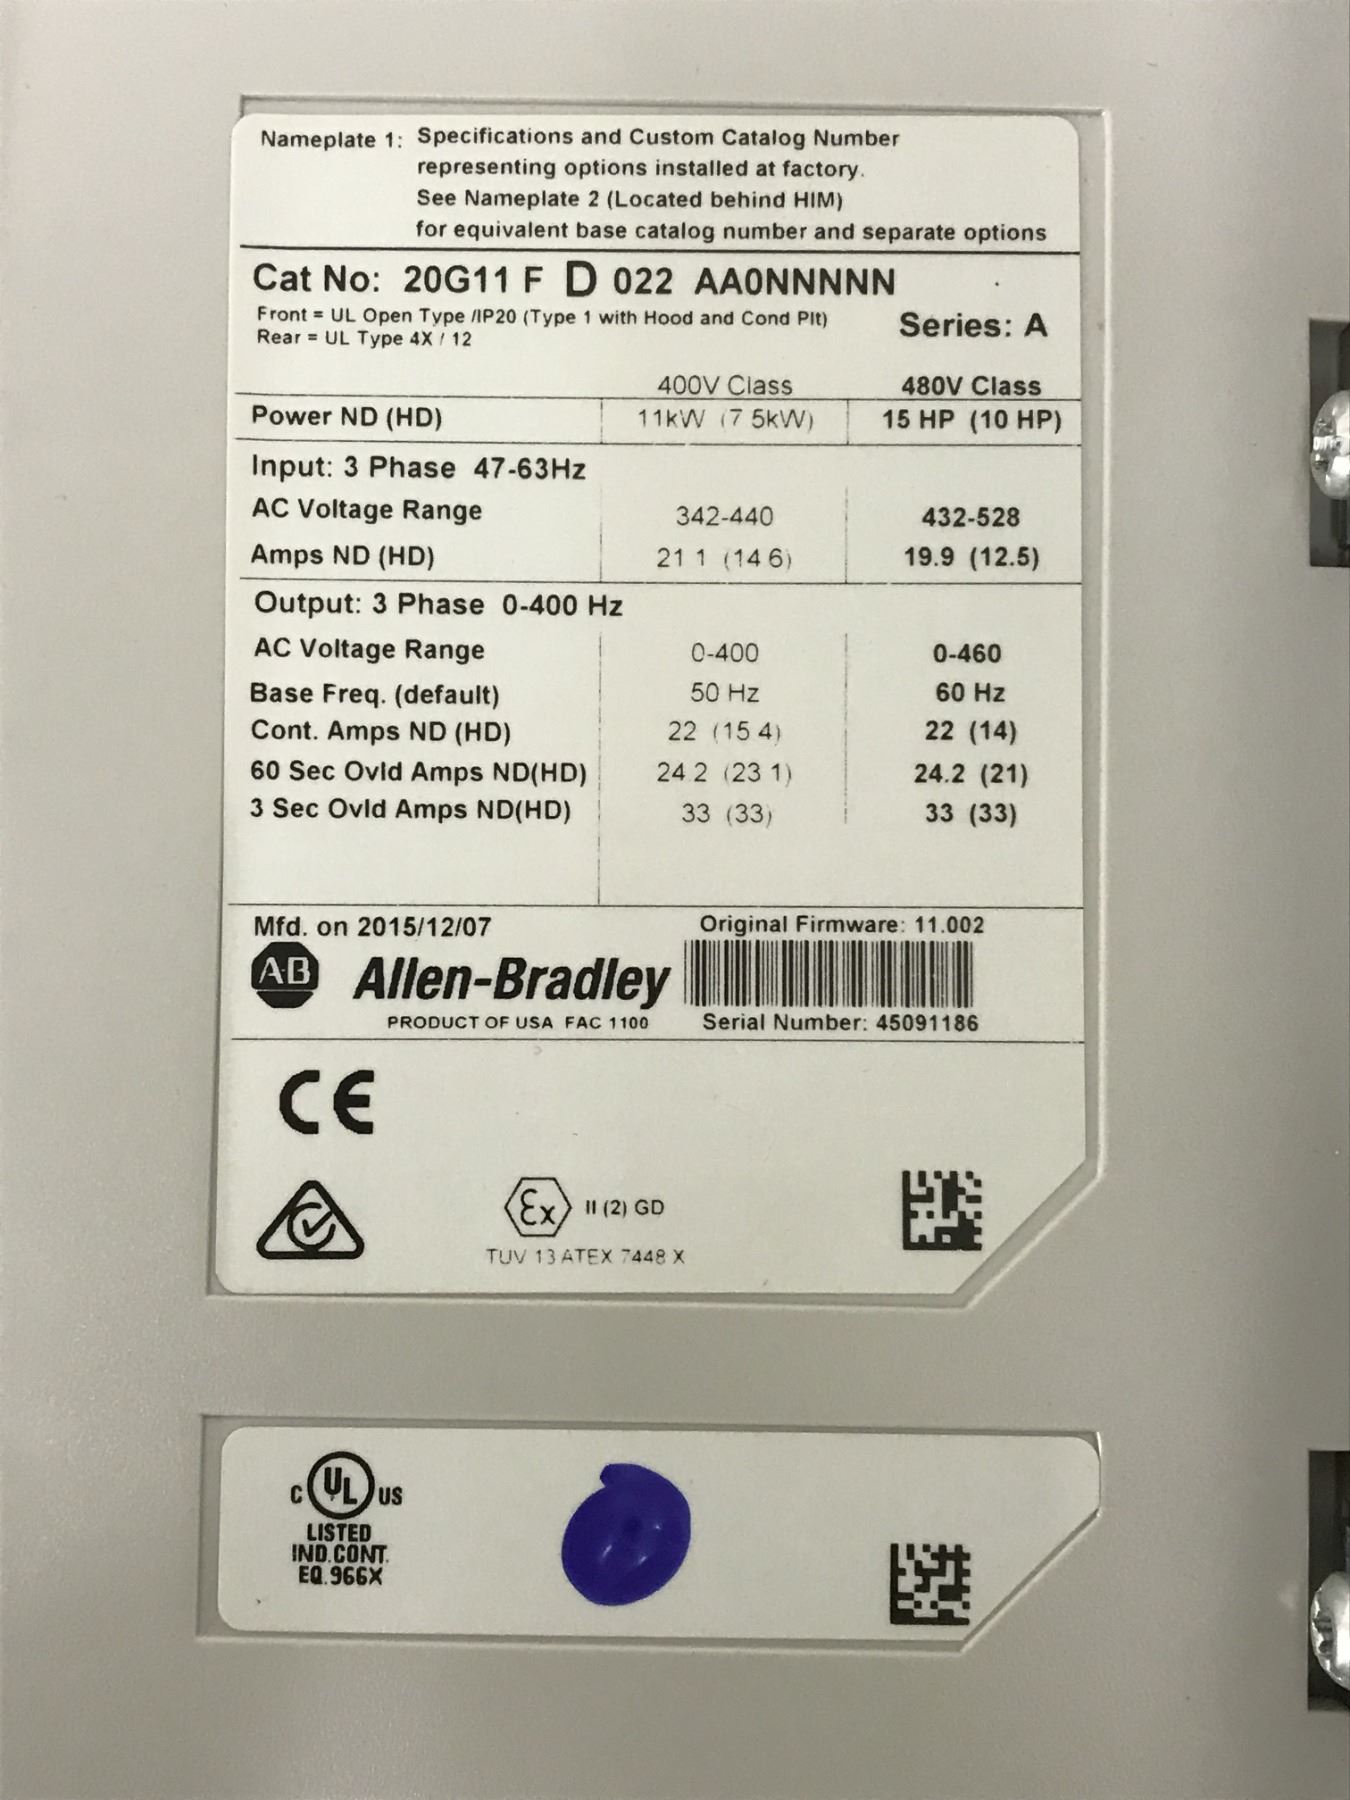 Nameplate 1: Specifications and Custom Catalog Number
representing options installed at factory.
See Nameplate 2 (Located behind HIM)
for equivalent base catalog number and separate options
Cat No: 20G11 F D 022 AA0NNNNN
Front = UL Open Type /IP20 (Type 1 with Hood and Cond Plt)
Series: A
Rear = UL Type 4X / 12
400V Class 480V Class
Power ND (HD) 11kW (7 5kW) 15 HP (10 HP)
Input: 3 Phase 47-63Hz
AC Voltage Range 342-440 432-528
Amps ND (HD) 21 1 (14 6) 19.9 (12.5)
Output: 3 Phase 0-400 Hz
AC Voltage Range 0-400 0-460
Base Freq. (default) 50 Hz 60 Hz
Cont. Amps ND (HD) 22 (15 4) 22 (14)
60 Sec Ovld Amps ND(HD) 24 2 (23 1) 24.2 (21)
3 Sec Ovld Amps ND(HD) 33 (33) 33 (33)
Mfd. on 2015/12/07 Original Firmware: 11.002
A-B Allen-Bradley
PRODUCT OF USA FAC 1100 Serial Number: 45091186
CE
Ex II (2) GD
TUV 13 ATEX 7448 X
C UL US
LISTED
IND.CONT.
EQ.966X